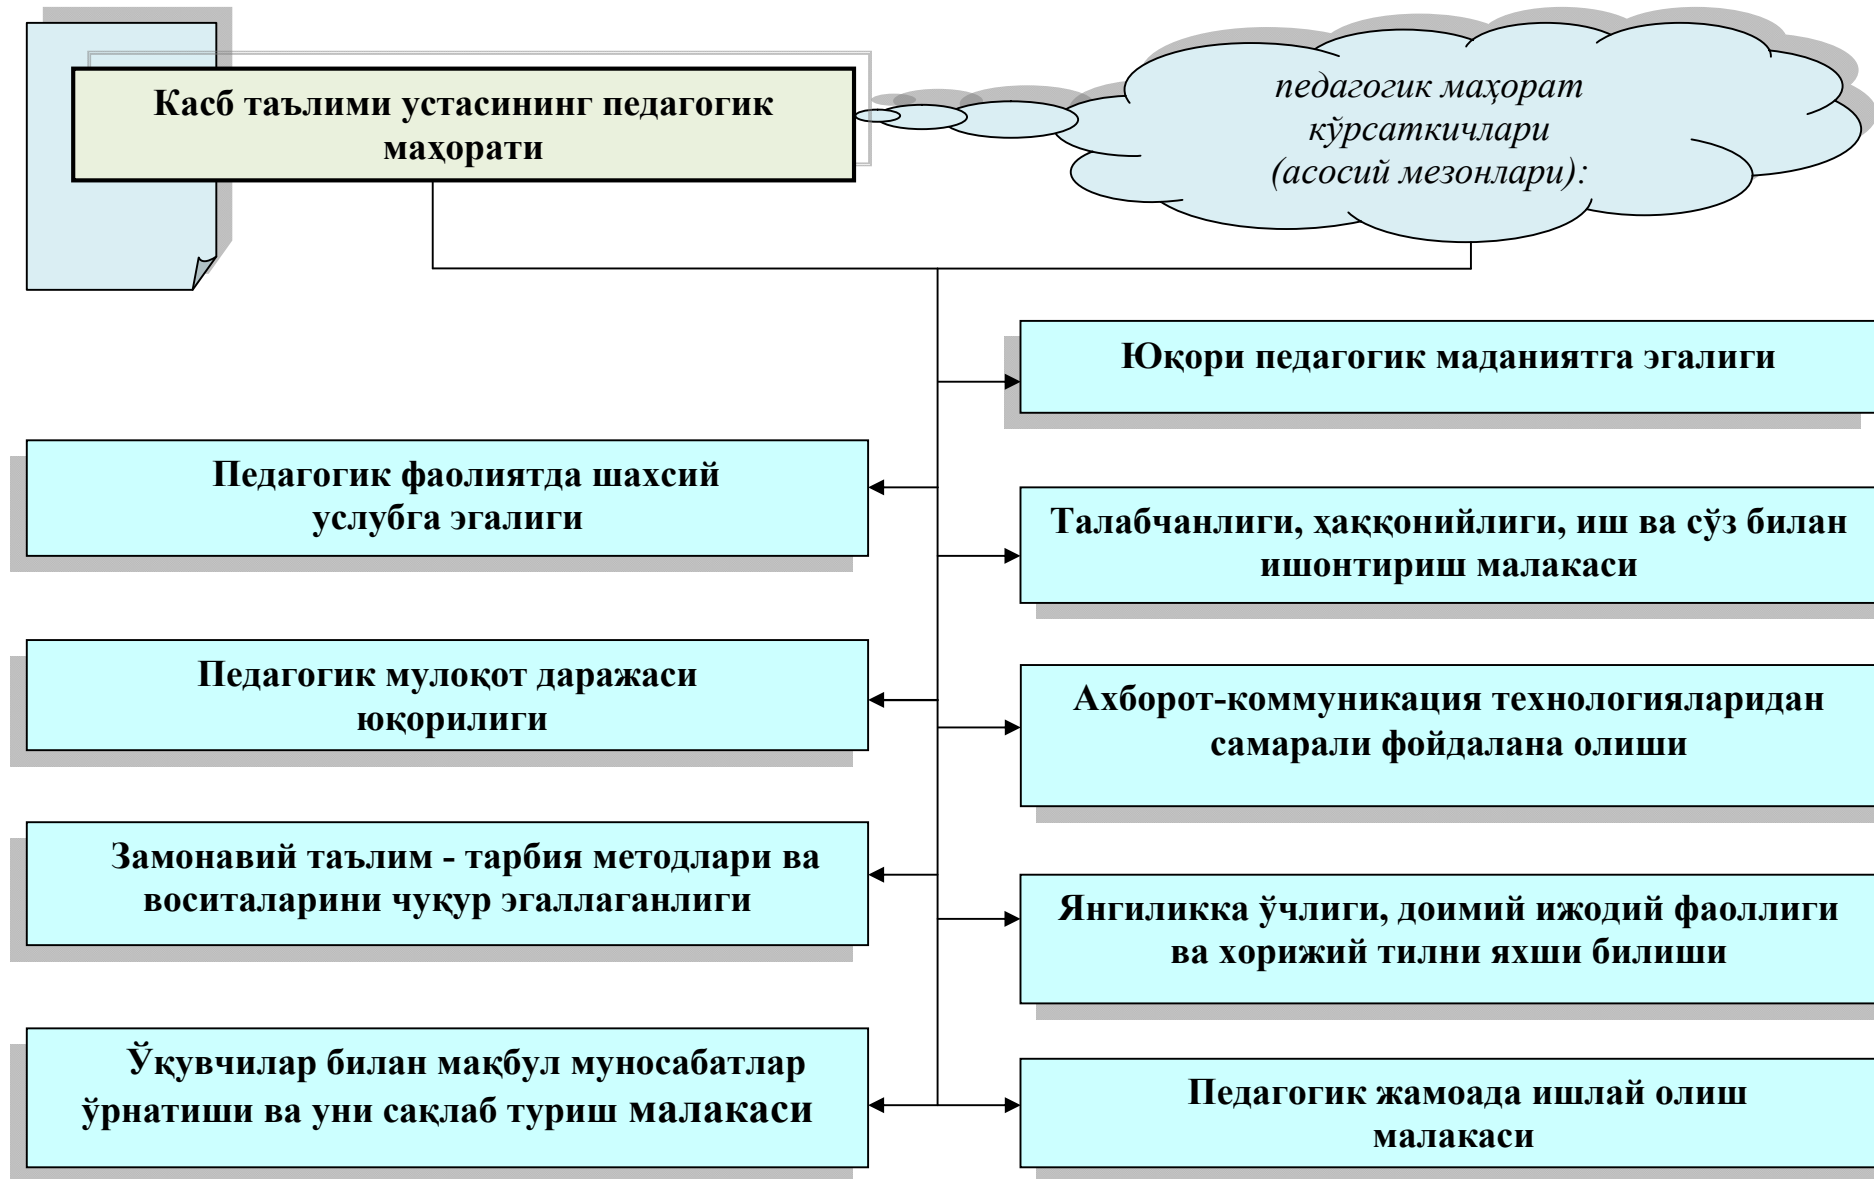 Касб таълими устасининг педагогик
маҳорати
педагогик маҳорат
кўрсаткичлари
(асосий мезонлари):
Юқори педагогик маданиятга эгалиги
Педагогик фаолиятда шахсий
услубга эгалиги
Талабчанлиги, ҳаққонийлиги, иш ва сўз билан
ишонтириш малакаси
Педагогик мулоқот даражаси
юқорилиги
Ахборот-коммуникация технологияларидан
самарали фойдалана олиши
Замонавий таълим - тарбия методлари ва
воситаларини чуқур эгаллаганлиги
Янгиликка ўчлиги, доимий ижодий фаоллиги
ва хорижий тилни яхши билиши
Ўқувчилар билан мақбул муносабатлар
ўрнатиши ва уни сақлаб туриш малакаси
Педагогик жамоада ишлай олиш
малакаси